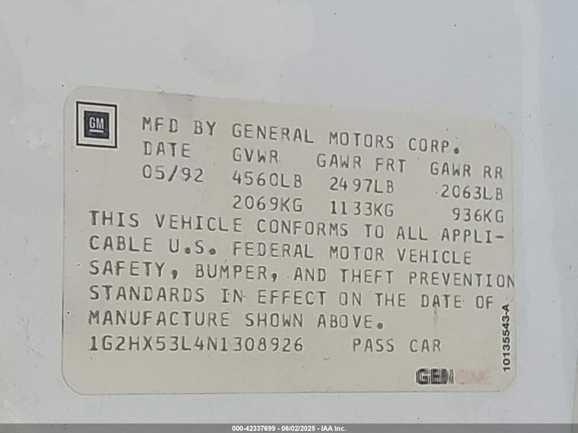 GM
MFD BY GENERAL MOTORS CORP.
DATE GVWR GAWR FRT GAWR RR
05/92 4560LB 2497LB 2063LB
2069KG 1133KG 936KG
THIS VEHICLE CONFORMS TO ALL APPLI-
CABLE U.S. FEDERAL MOTOR VEHICLE
SAFETY, BUMPER, AND THEFT PREVENTION
STANDARDS IN EFFECT ON THE DATE OF
MANUFACTURE SHOWN ABOVE.
1G2HX53L4N1308926 PASS CAR
10135543-A
000-42337699 - 06/02/2025 - IAA Inc.